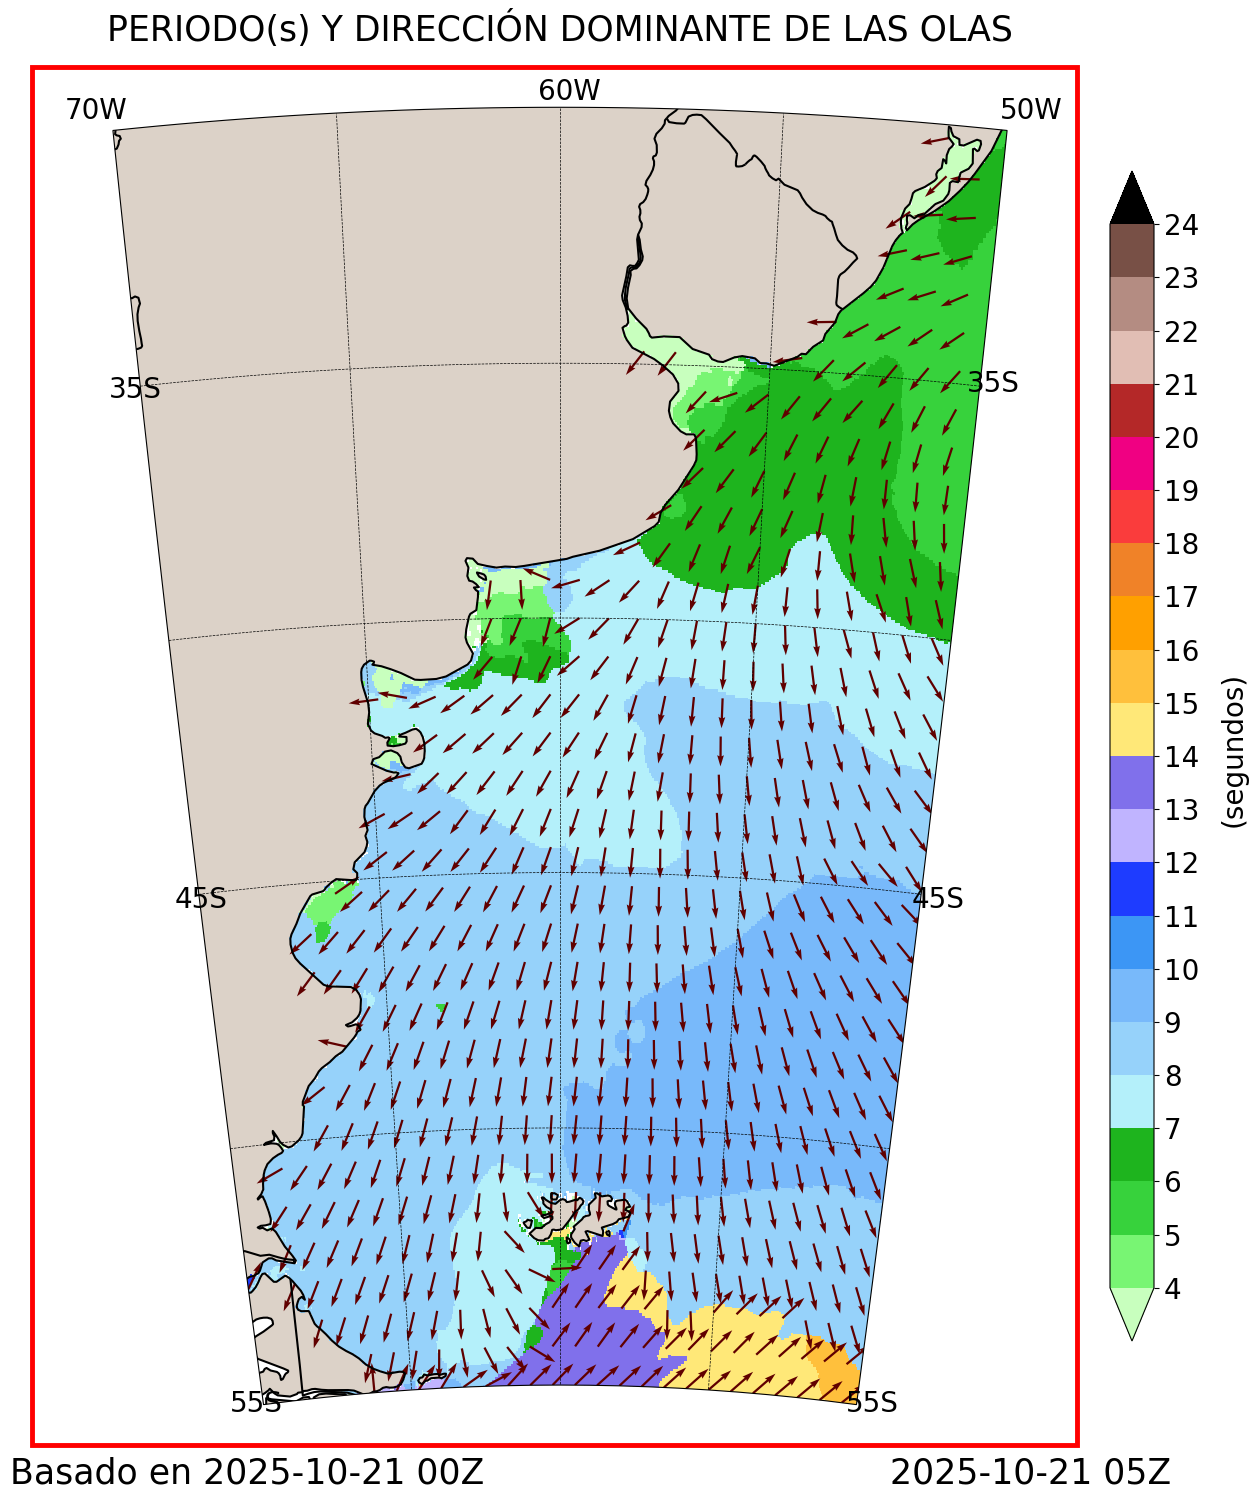 PERIODO(s) Y DIRECCIÓN DOMINANTE DE LAS OLAS
70W
60W
50W
35S
35S
45S
45S
55S
55S
24
23
22
21
20
19
18
17
16
15
14
13
12
11
10
9
8
7
6
5
4
(segundos)
Basado en 2025-10-21 00Z
2025-10-21 05Z